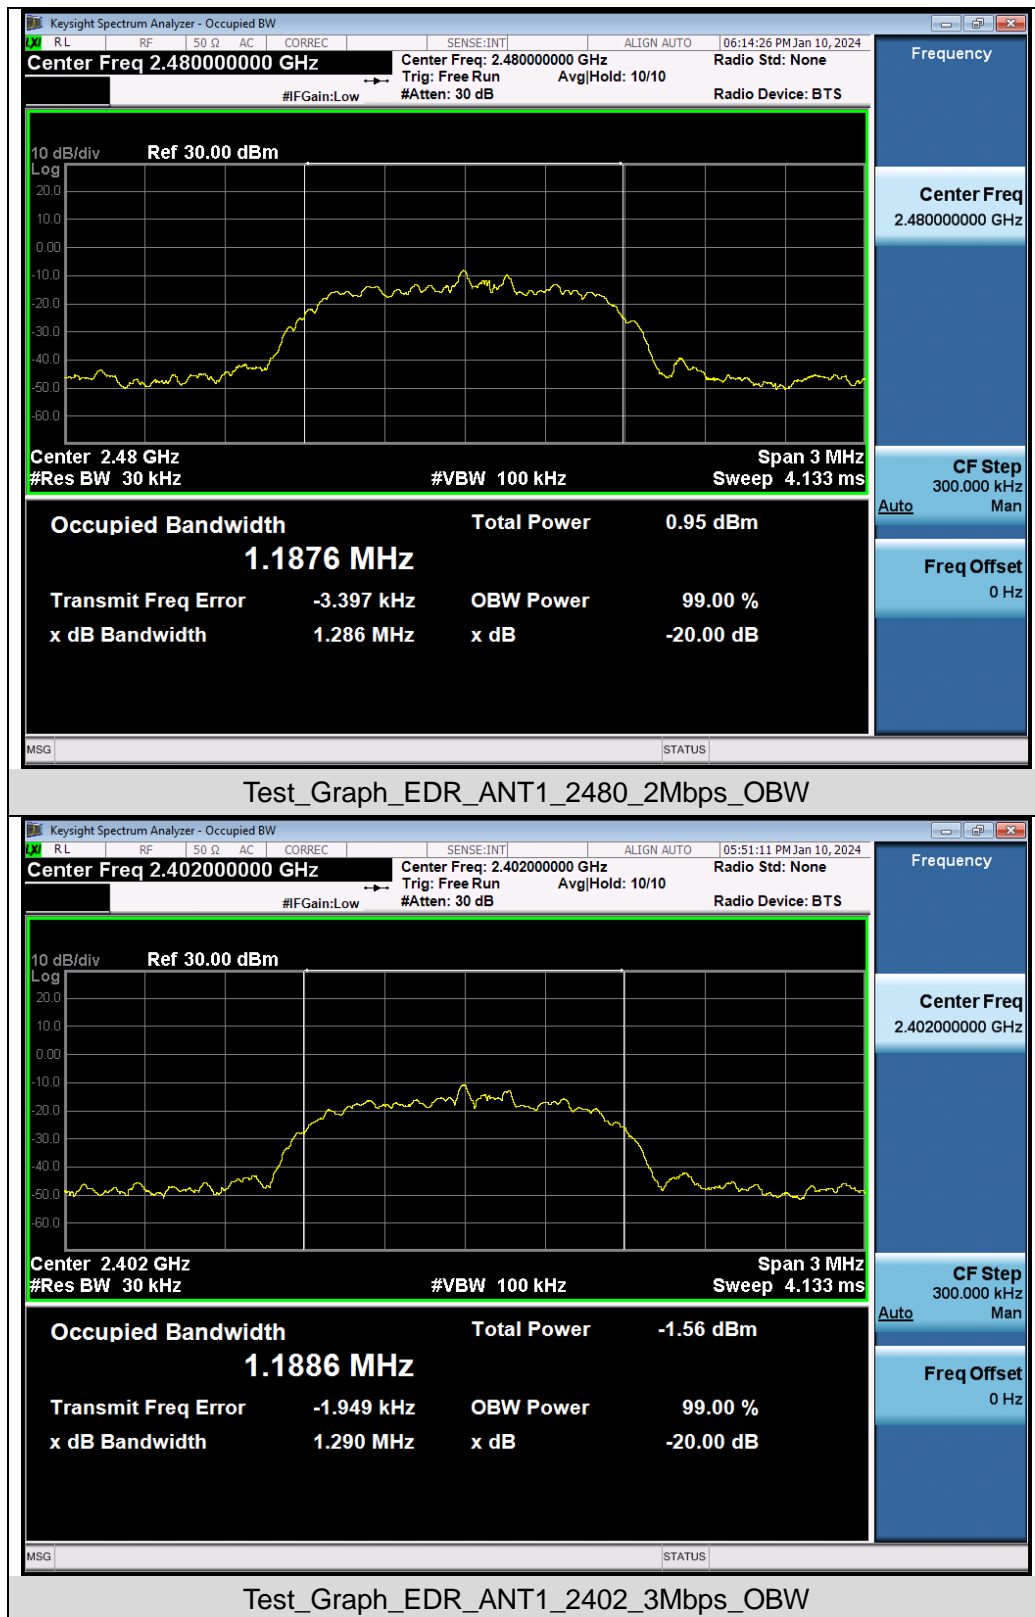 Keysight Spectrum Analyzer - Occupied BW
LXI RL RF 50 Ω AC CORREC SENSE:INT ALIGN AUTO 06:14:26 PM Jan 10, 2024
Center Freq 2.480000000 GHz Center Freq: 2.480000000 GHz Radio Std: None Frequency
Trig: Free Run Avg|Hold: 10/10
#IFGain:Low #Atten: 30 dB Radio Device: BTS
10 dB/div Ref 30.00 dBm
Log
20.0
Center Freq
2.480000000 GHz
10.0
0.00
-10.0
-20.0
-30.0
-40.0
-50.0
-60.0
Center 2.48 GHz Span 3 MHz
#Res BW 30 kHz #VBW 100 kHz Sweep 4.133 ms
CF Step
300.000 kHz
Auto Man
Occupied Bandwidth Total Power 0.95 dBm
1.1876 MHz
Freq Offset
0 Hz
Transmit Freq Error -3.397 kHz OBW Power 99.00 %
x dB Bandwidth 1.286 MHz x dB -20.00 dB
MSG STATUS
Test_Graph_EDR_ANT1_2480_2Mbps_OBW
Keysight Spectrum Analyzer - Occupied BW
LXI RL RF 50 Ω AC CORREC SENSE:INT ALIGN AUTO 05:51:11 PM Jan 10, 2024
Center Freq 2.402000000 GHz Center Freq: 2.402000000 GHz Radio Std: None Frequency
Trig: Free Run Avg|Hold: 10/10
#IFGain:Low #Atten: 30 dB Radio Device: BTS
10 dB/div Ref 30.00 dBm
Log
20.0
Center Freq
2.402000000 GHz
10.0
0.00
-10.0
-20.0
-30.0
-40.0
-50.0
-60.0
Center 2.402 GHz Span 3 MHz
#Res BW 30 kHz #VBW 100 kHz Sweep 4.133 ms
CF Step
300.000 kHz
Auto Man
Occupied Bandwidth Total Power -1.56 dBm
1.1886 MHz
Freq Offset
0 Hz
Transmit Freq Error -1.949 kHz OBW Power 99.00 %
x dB Bandwidth 1.290 MHz x dB -20.00 dB
MSG STATUS
Test_Graph_EDR_ANT1_2402_3Mbps_OBW